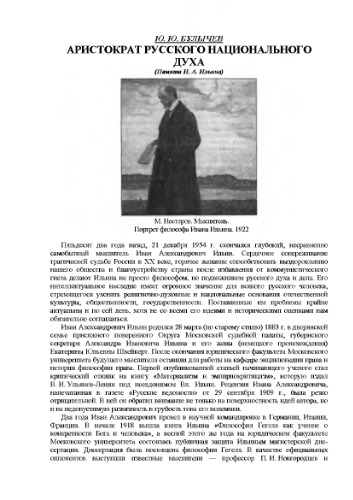 Ю. Ю. БУЛЫЧЕВ
АРИСТОКРАТ РУССКОГО НАЦИОНАЛЬНОГО
ДУХА
(Памяти И. А. Ильина)
М. Нестеров. Мыслитель.
Портрет философа Ивана Ильина. 1922
Пятьдесят два года назад, 21 декабря 1954 г. скончался глубокий, незаменимо
самобытный мыслитель Иван Александрович Ильин. Сердечное сопереживание
трагической судьбе России в XX веке, горячее желание способствовать выздоровлению
нашего общества и благоустройству страны после избавления от коммунистического
гнета делают Ильина не просто философом, но подвижником русского духа и дела. Его
интеллектуальное наследие имеет огромное значение для всякого русского человека,
стремящегося уяснить религиозно-духовные и национальные основания отечественной
культуры, общественности, государственности. Поставленные им проблемы крайне
актуальны и по сей день, хотя не со всеми его идеями и историческими оценками нам
обязательно соглашаться.
Иван Александрович Ильин родился 28 марта (по старому стилю) 1883 г. в дворянской
семье присяжного поверенного Округа Московской судебной палаты, губернского
секретаря Александра Ивановича Ильина и его жены (немецкого происхождения)
Екатерины Юльевны Швейкерт. После окончания юридического факультета Московского
университета будущего мыслителя оставили для работы на кафедре энциклопедии права и
истории философии права. Первой опубликованной статьей начинающего ученого стал
критический отклик на книгу «Материализм и эмпириокритицизм», которую издал
В. И. Ульянов-Ленин под псевдонимом Вл. Ильин. Рецензия Ивана Александровича,
напечатанная в газете «Русские ведомости» от 29 сентября 1909 г., была резко
отрицательной. В ней он обратил внимание не только на поверхностность идей автора, но
и на недопустимую развязность и грубость тона его полемики.
Два года Иван Александрович провел в научной командировке в Германии, Италии,
Франции. В начале 1918 вышла книга Ильина «Философия Гегеля как учение о
конкретности Бога и человека», а весной этого же года на юридическом факультете
Московского университета состоялась публичная защита Ильиным магистерской дис-
сертации. Диссертация была посвящена философии Гегеля. В качестве официальных
оппонентов выступили известные мыслители — профессор П. И. Новгородцев и